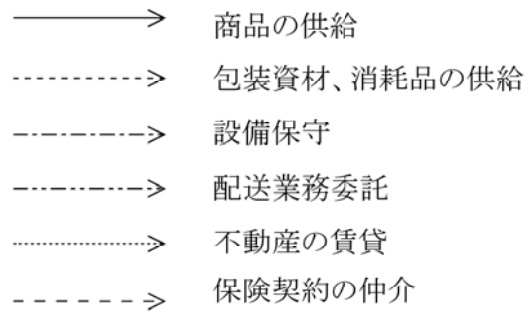 商品の供給
包装資材、消耗品の供給
設備保守
配送業務委託
不動産の賃貸
保険契約の仲介